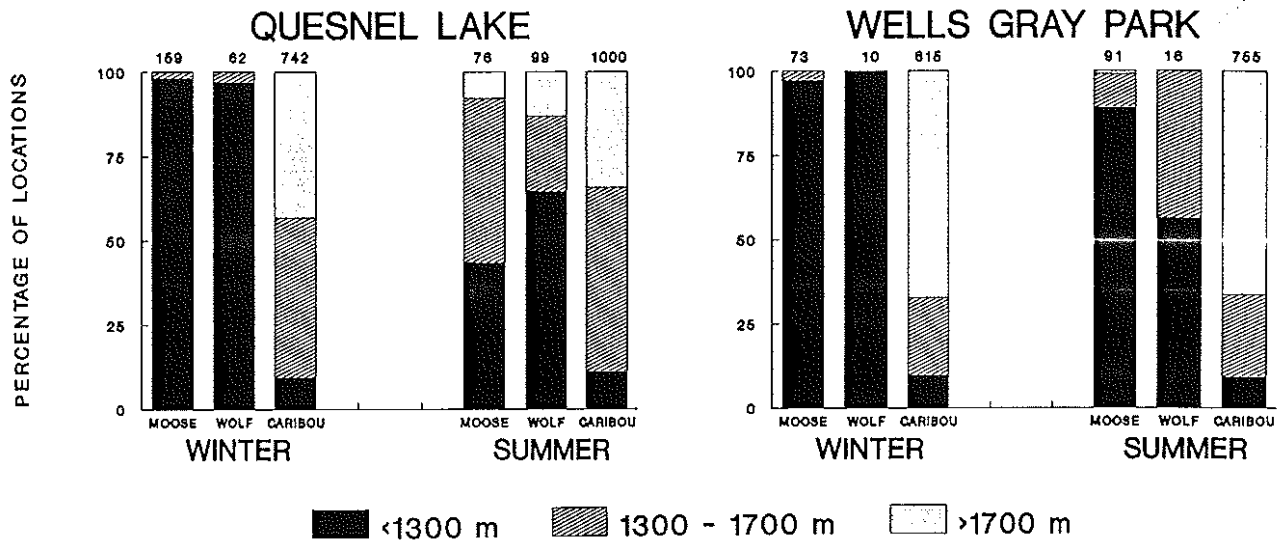 QUESNEL LAKE
WELLS GRAY PARK
PERCENTAGE OF LOCATIONS
159 62 742 76 99 1000
73 10 615 91 16 755
100
75
50
25
0
100
75
50
25
0
MOOSE WOLF CARIBOU MOOSE WOLF CARIBOU
MOOSE WOLF CARIBOU MOOSE WOLF CARIBOU
WINTER SUMMER
WINTER SUMMER
<1300 m 1300 - 1700 m >1700 m